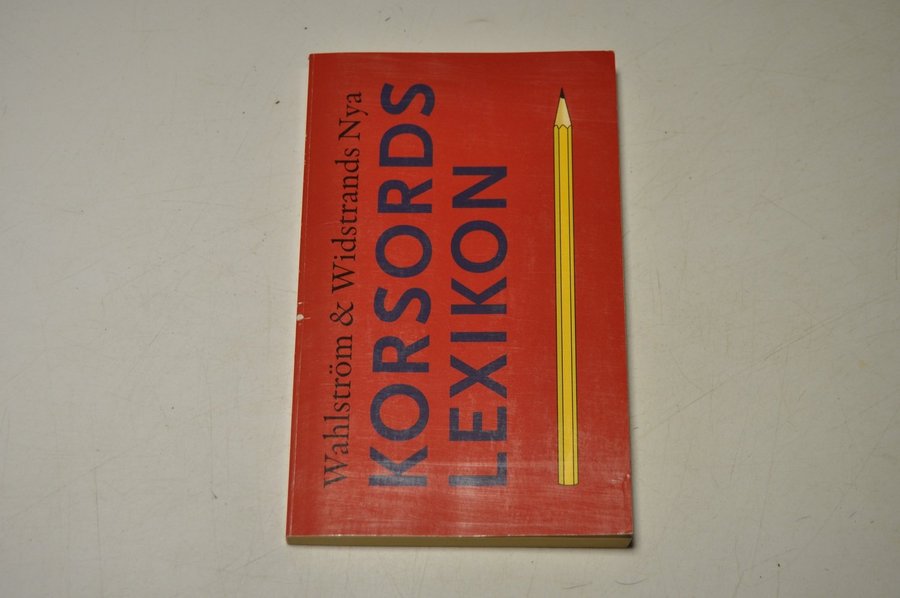 Wahlström & Widstrands Nya
KORSORDS
LEXIKON